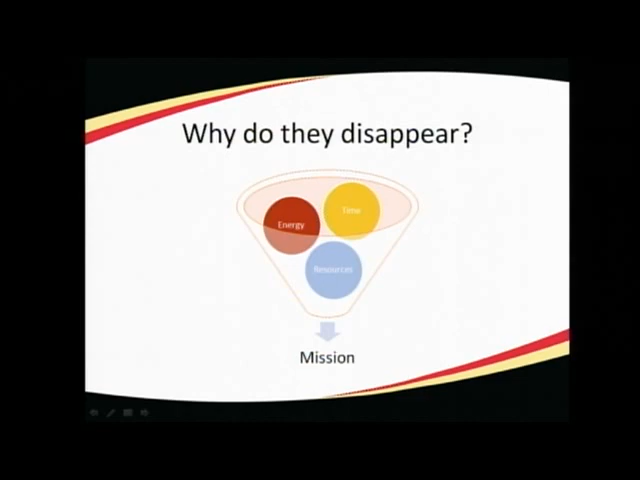 Why do they disappear?
Time
Energy
Resources
Mission